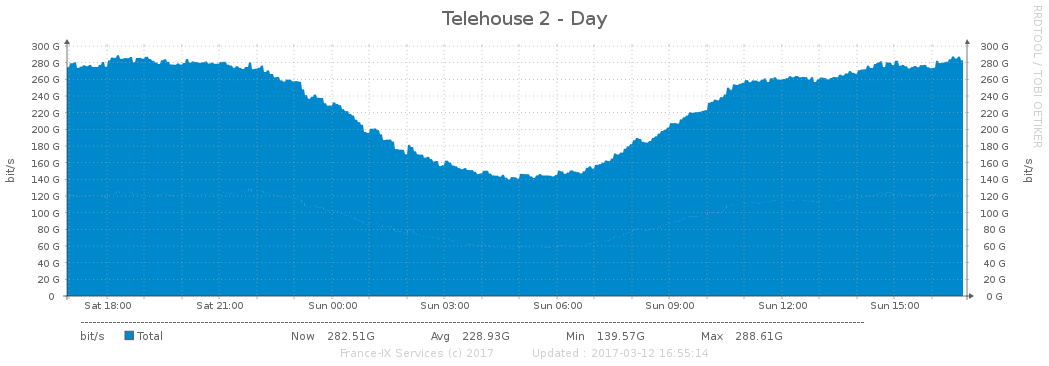 Telehouse 2 - Day
RRDTOOL / TOBI OETIKER
300 G 300 G
280 G 280 G
260 G 260 G
240 G 240 G
220 G 220 G
200 G 200 G
180 G 180 G
160 G 160 G
140 G 140 G
120 G 120 G
100 G 100 G
80 G 80 G
60 G 60 G
40 G 40 G
20 G 20 G
0 0 G
bit/s bit/s
Sat 18:00 Sat 21:00 Sun 00:00 Sun 03:00 Sun 06:00 Sun 09:00 Sun 12:00 Sun 15:00
bit/s Total Now 282.51G Avg 228.93G Min 139.57G Max 288.61G
France-IX Services (c) 2017 Updated : 2017-03-12 16:55:14